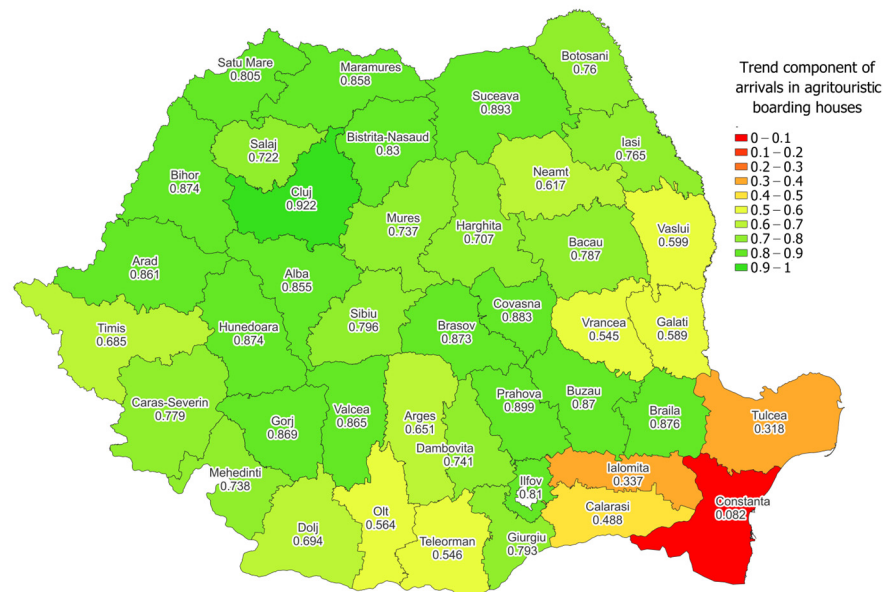 Trend component of
arrivals in agritouristic
boarding houses
0 – 0.1
0.1 – 0.2
0.2 – 0.3
0.3 – 0.4
0.4 – 0.5
0.5 – 0.6
0.6 – 0.7
0.7 – 0.8
0.8 – 0.9
0.9 – 1
Botosani
0.76
Satu Mare
0.805
Maramures
0.858
Suceava
0.893
Iasi
0.765
Salaj
0.722
Bistrita-Nasaud
0.83
Neamt
0.617
Bihor
0.874
Cluj
0.922
Mures
0.737
Harghita
0.707
Bacau
0.787
Vaslui
0.599
Arad
0.861
Alba
0.855
Covasna
0.883
Timis
0.685
Hunedoara
0.874
Sibiu
0.796
Brasov
0.873
Vrancea
0.545
Galati
0.589
Caras-Severin
0.779
Gorj
0.869
Valcea
0.865
Arges
0.651
Prahova
0.899
Buzau
0.87
Braila
0.876
Tulcea
0.318
Dambovita
0.741
Mehedinti
0.738
Ilfov
0.81
Ialomita
0.337
Constanta
0.082
Calarasi
0.488
Dolj
0.694
Olt
0.564
Teleorman
0.546
Giurgiu
0.793